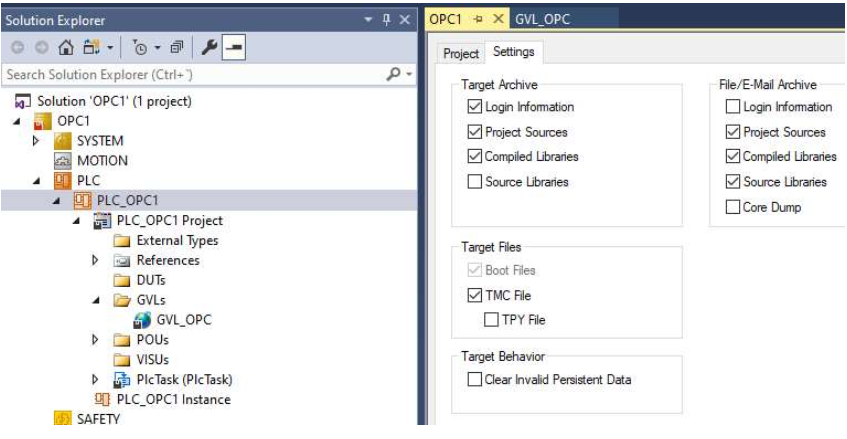 Solution Explorer
Search Solution Explorer (Ctrl+¨)
Solution 'OPC1' (1 project)
OPC1
SYSTEM
MOTION
PLC
PLC_OPC1
PLC_OPC1 Project
External Types
References
DUTs
GVLs
GVL_OPC
POUs
VISUs
PlcTask (PlcTask)
PLC_OPC1 Instance
SAFETY
OPC1 GVL_OPC
Project Settings
Target Archive
Login Information
Project Sources
Compiled Libraries
Source Libraries
Target Files
Boot Files
TMC File
TPY File
Target Behavior
Clear Invalid Persistent Data
File/E-Mail Archive
Login Information
Project Sources
Compiled Libraries
Source Libraries
Core Dump